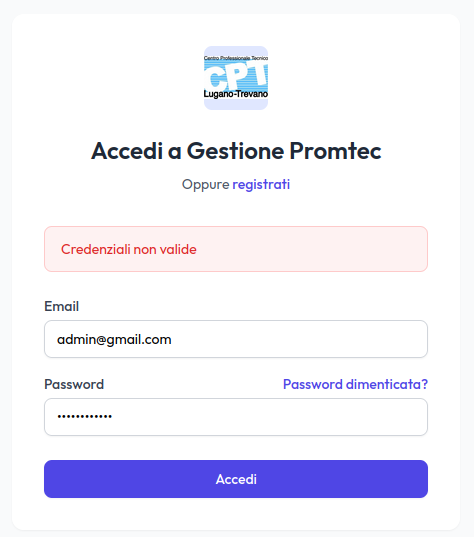 Centro Professionale Tecnico
CPT
Lugano-Trevano
Accedi a Gestione Promtec
Oppure registrati
Credenziali non valide
Email
admin@gmail.com
Password Password dimenticata?
••••••••••••
Accedi